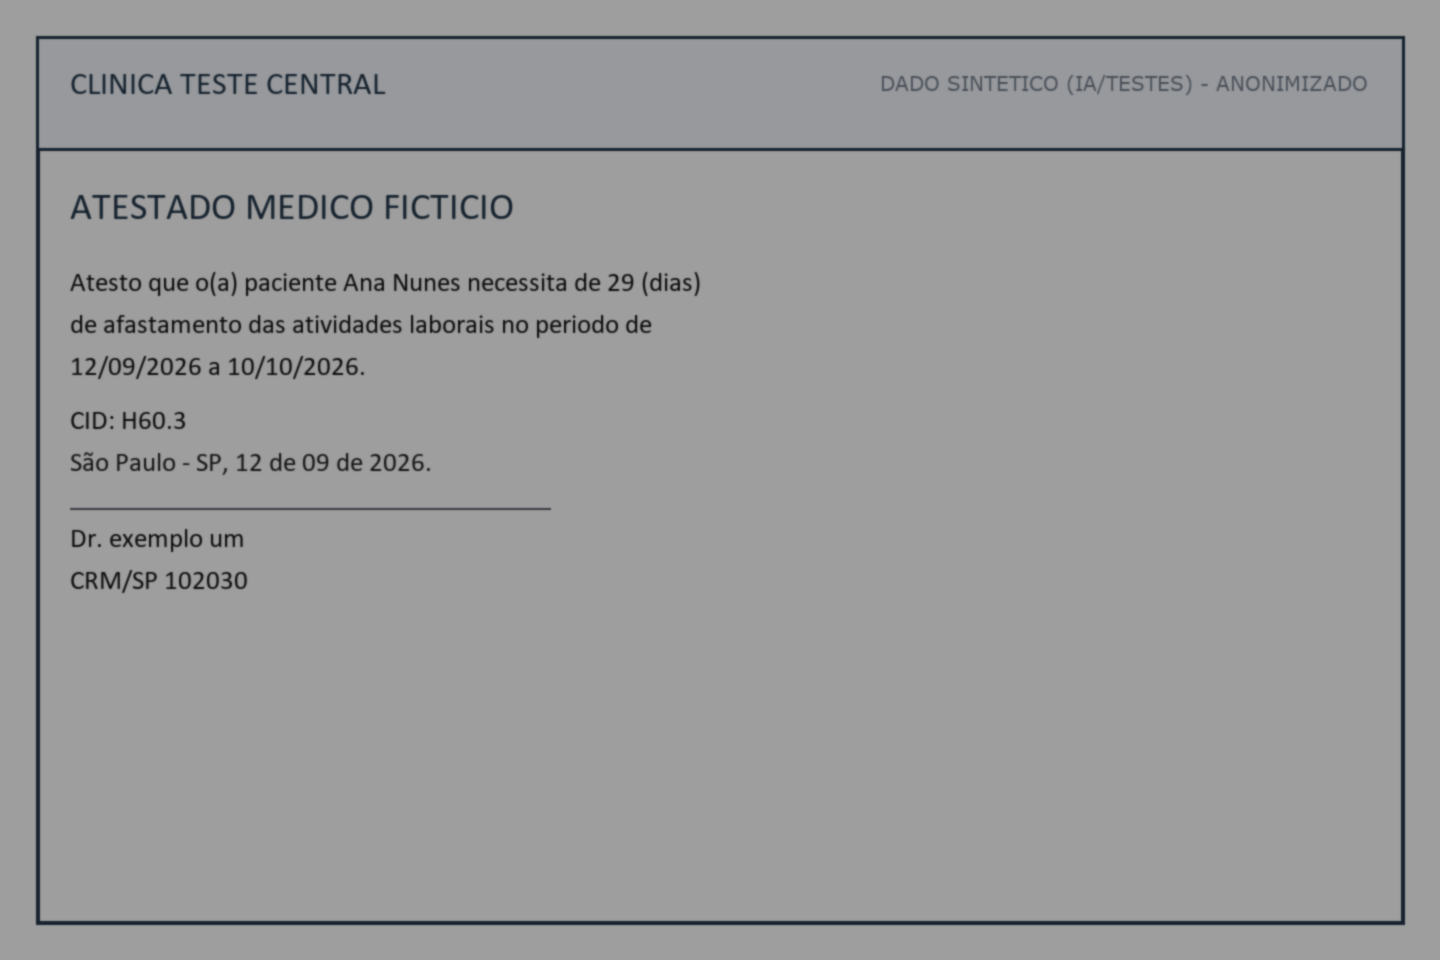 CLINICA TESTE CENTRAL
DADO SINTETICO (IA/TESTES) - ANONIMIZADO
ATESTADO MEDICO FICTICIO
Atesto que o(a) paciente Ana Nunes necessita de 29 (dias)
de afastamento das atividades laborais no periodo de
12/09/2026 a 10/10/2026.
CID: H60.3
São Paulo - SP, 12 de 09 de 2026.
Dr. exemplo um
CRM/SP 102030